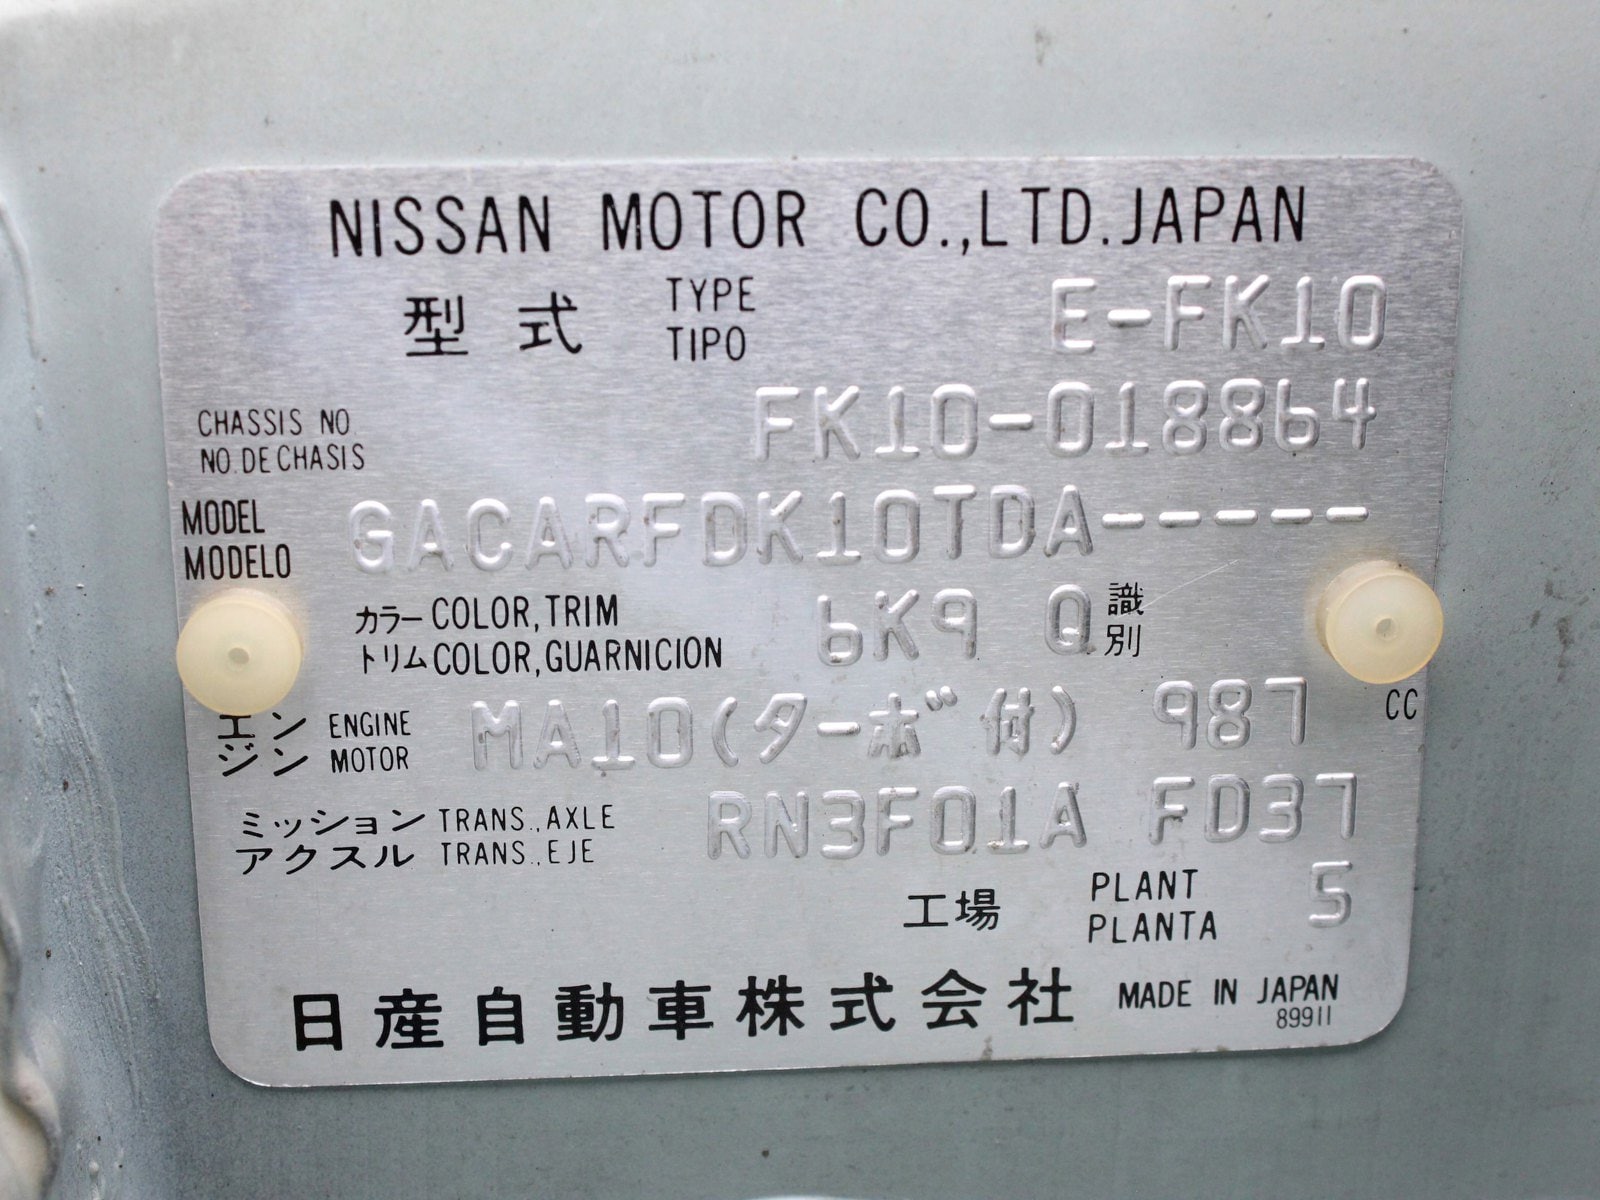 NISSAN MOTOR CO.,LTD.JAPAN
型式 TYPE E-FK10
TIPO
CHASSIS NO. FK10-018864
NO.DE CHASIS
MODEL GACARFDK10TDA-----
MODELO
カラー COLOR,TRIM 6K9 Q 識別
トリム COLOR,GUARNICION
エンジン ENGINE MA10(ターボ付) 987 CC
MOTOR
ミッション TRANS.,AXLE RN3F01A FD37
アクスル TRANS.,EJE
工場 PLANT 5
PLANTA
日産自動車株式会社 MADE IN JAPAN
89911